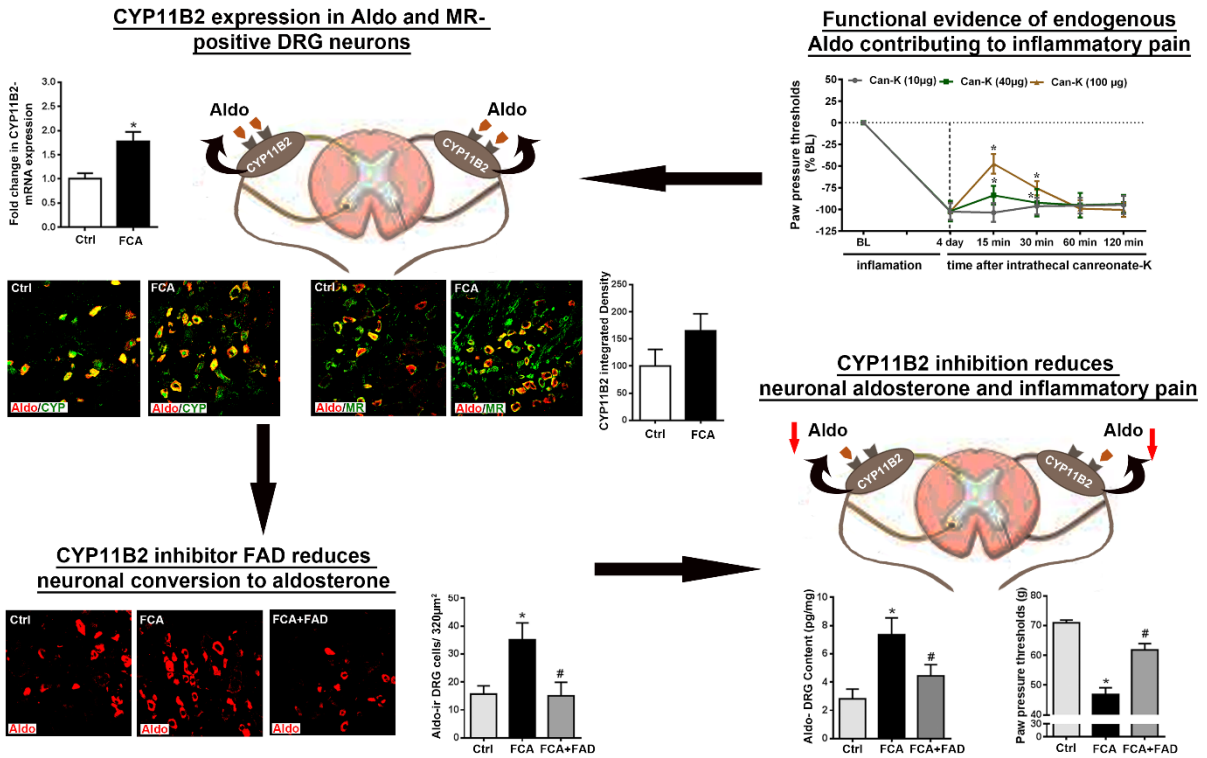 CYP11B2 expression in Aldo and MR-
positive DRG neurons
Fold change in CYP11B2-
mRNA expression
3.0
2.5
2.0
1.5
1.0
0.5
0.0
*
Ctrl
FCA
Aldo
Aldo
CYP11B2
CYP11B2
Functional evidence of endogenous
Aldo contributing to inflammatory pain
Can-K (10µg)
Can-K (40µg)
Can-K (100 µg)
Paw pressure thresholds
(% BL)
50
25
0
-25
-50
-75
-100
-125
*
*
*
*
BL
4 day
15 min
30 min
60 min
120 min
inflamation
time after intrathecal canreonate-K
Ctrl
Aldo/CYP
FCA
Aldo/CYP
Ctrl
Aldo/MR
FCA
Aldo/MR
CYP11B2 integrated Density
250
200
150
100
50
0
Ctrl
FCA
CYP11B2 inhibition reduces
neuronal aldosterone and inflammatory pain
Aldo
Aldo
CYP11B2
CYP11B2
CYP11B2 inhibitor FAD reduces
neuronal conversion to aldosterone
Ctrl
Aldo
FCA
Aldo
FCA+FAD
Aldo
Aldo-ir DRG cells/ 320µm²
50
40
30
20
10
0
*
#
Ctrl
FCA
FCA+FAD
Aldo- DRG Content (pg/mg)
8
6
4
2
0
*
#
Ctrl
FCA
FCA+FAD
Paw pressure thresholds (g)
80
70
60
50
40
30
0
*
#
Ctrl
FCA
FCA+FAD